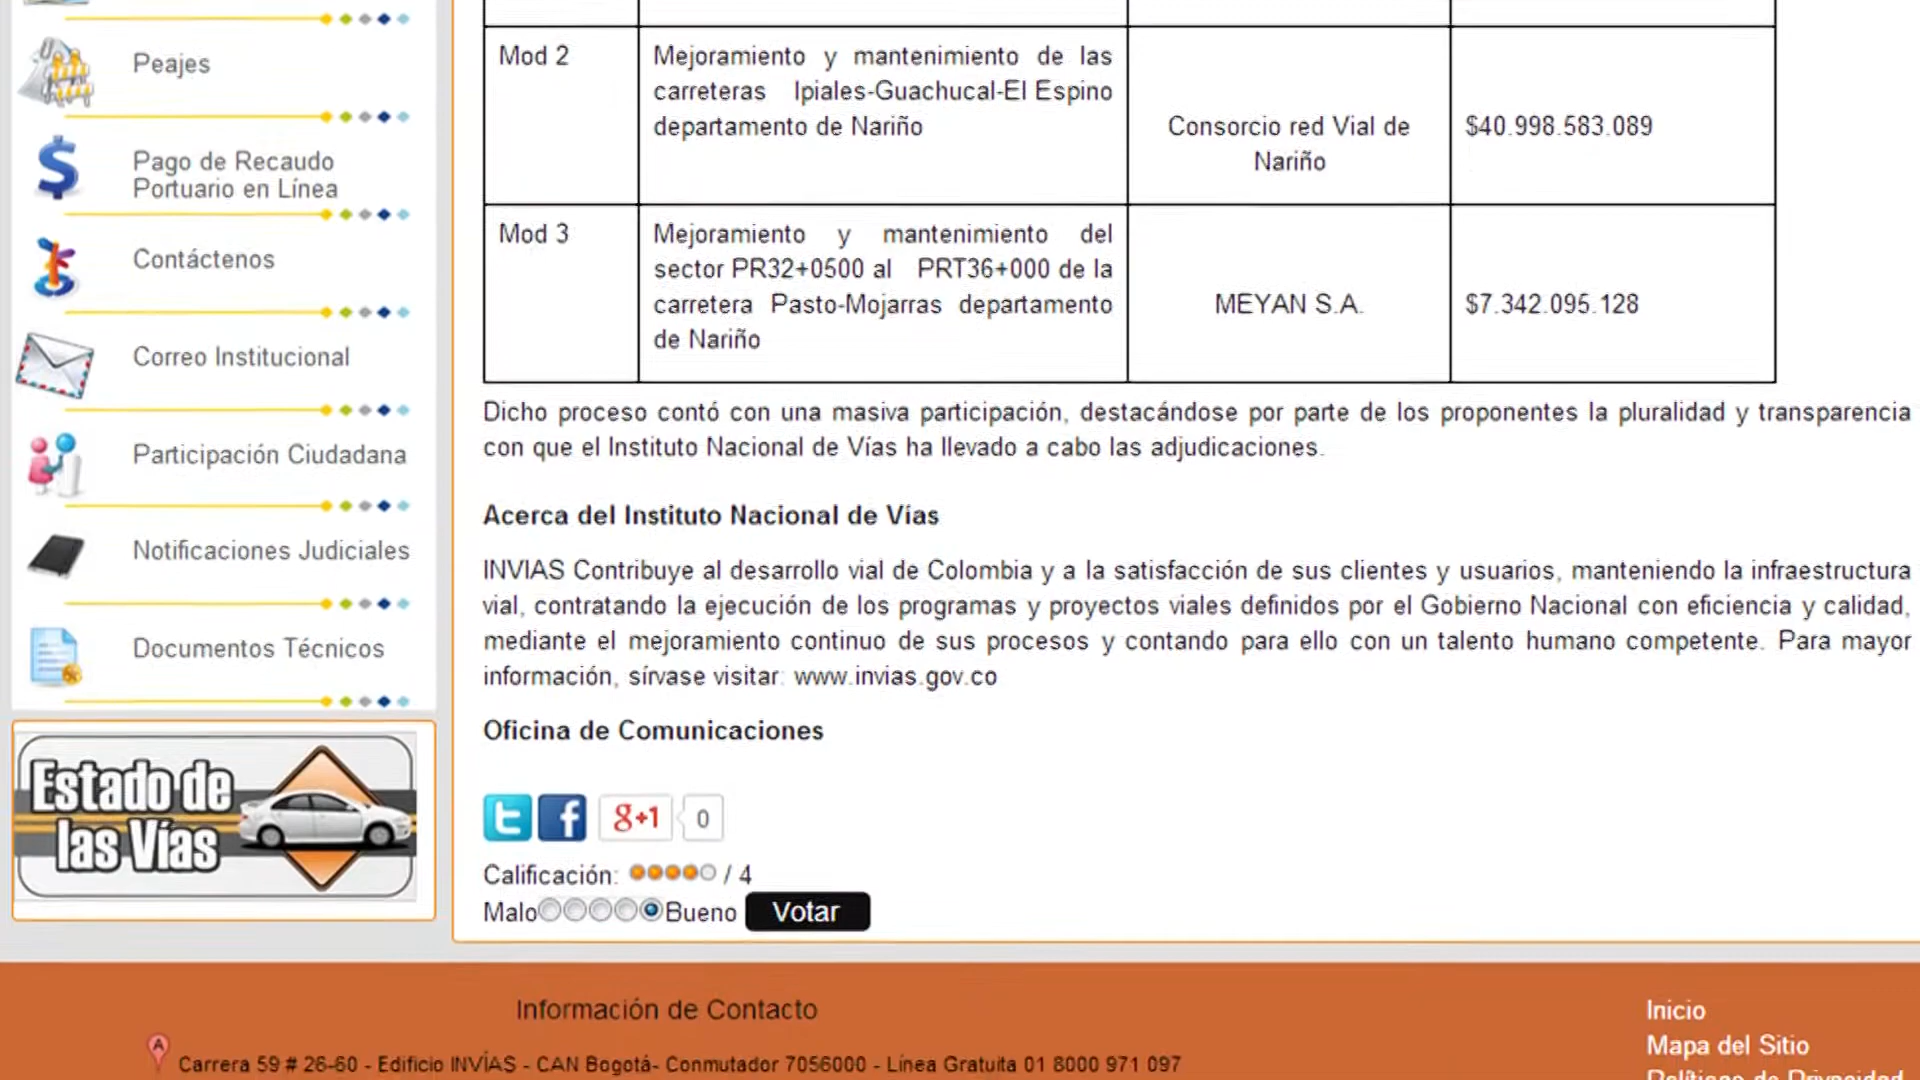 Peajes
Pago de Recaudo
Portuario en Línea
Contáctenos
Correo Institucional
Participación Ciudadana
Notificaciones Judiciales
Documentos Técnicos
Estado de
las Vías
Mod 2
Mejoramiento y mantenimiento de las
carreteras Ipiales-Guachucal-El Espino
departamento de Nariño
Consorcio red Vial de
Nariño
$40.998.583.089
Mod 3
Mejoramiento y mantenimiento del
sector PR32+0500 al PRT36+000 de la
carretera Pasto-Mojarras departamento
de Nariño
MEYAN S.A.
$7.342.095.128
Dicho proceso contó con una masiva participación, destacándose por parte de los proponentes la pluralidad y transparencia
con que el Instituto Nacional de Vías ha llevado a cabo las adjudicaciones.
Acerca del Instituto Nacional de Vías
INVIAS Contribuye al desarrollo vial de Colombia y a la satisfacción de sus clientes y usuarios, manteniendo la infraestructura
vial, contratando la ejecución de los programas y proyectos viales definidos por el Gobierno Nacional con eficiencia y calidad,
mediante el mejoramiento continuo de sus procesos y contando para ello con un talento humano competente. Para mayor
información, sírvase visitar: www.invias.gov.co
Oficina de Comunicaciones
t f g+1 0
Calificación: / 4
Malo Bueno Votar
Información de Contacto
A
Carrera 59 # 26-60 - Edificio INVÍAS - CAN Bogotá- Conmutador 7056000 - Línea Gratuita 01 8000 971 097
Inicio
Mapa del Sitio
Políticas de Privacidad